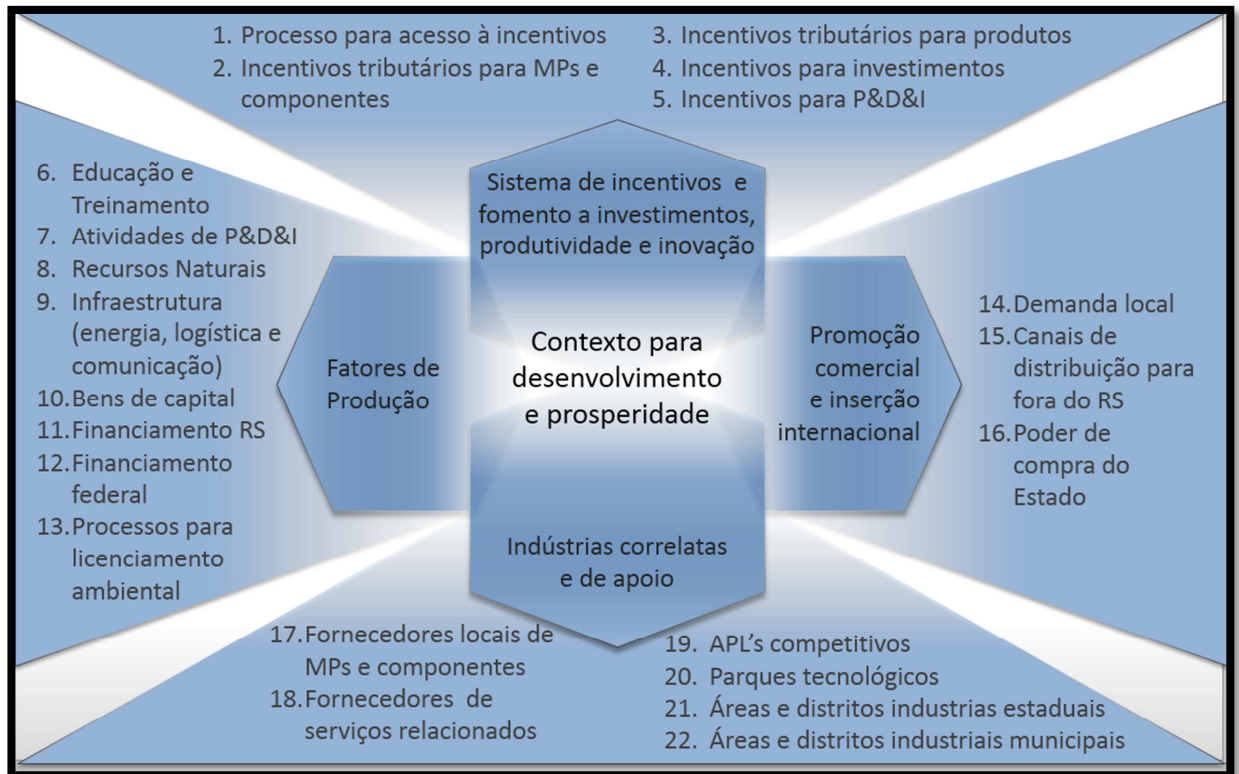 1. Processo para acesso à incentivos
2. Incentivos tributários para MPs e
componentes
3. Incentivos tributários para produtos
4. Incentivos para investimentos
5. Incentivos para P&D&I
Sistema de incentivos e
fomento a investimentos,
produtividade e inovação
6. Educação e
Treinamento
7. Atividades de P&D&I
8. Recursos Naturais
9. Infraestrutura
(energia, logística e
comunicação)
10. Bens de capital
11. Financiamento RS
12. Financiamento
federal
13. Processos para
licenciamento
ambiental
Fatores de
Produção
Contexto para
desenvolvimento
e prosperidade
Promoção
comercial
e inserção
internacional
14. Demanda local
15. Canais de
distribuição para
fora do RS
16. Poder de
compra do
Estado
Indústrias correlatas
e de apoio
17. Fornecedores locais de
MPs e componentes
18. Fornecedores de
serviços relacionados
19. APL's competitivos
20. Parques tecnológicos
21. Áreas e distritos industrias estaduais
22. Áreas e distritos industriais municipais